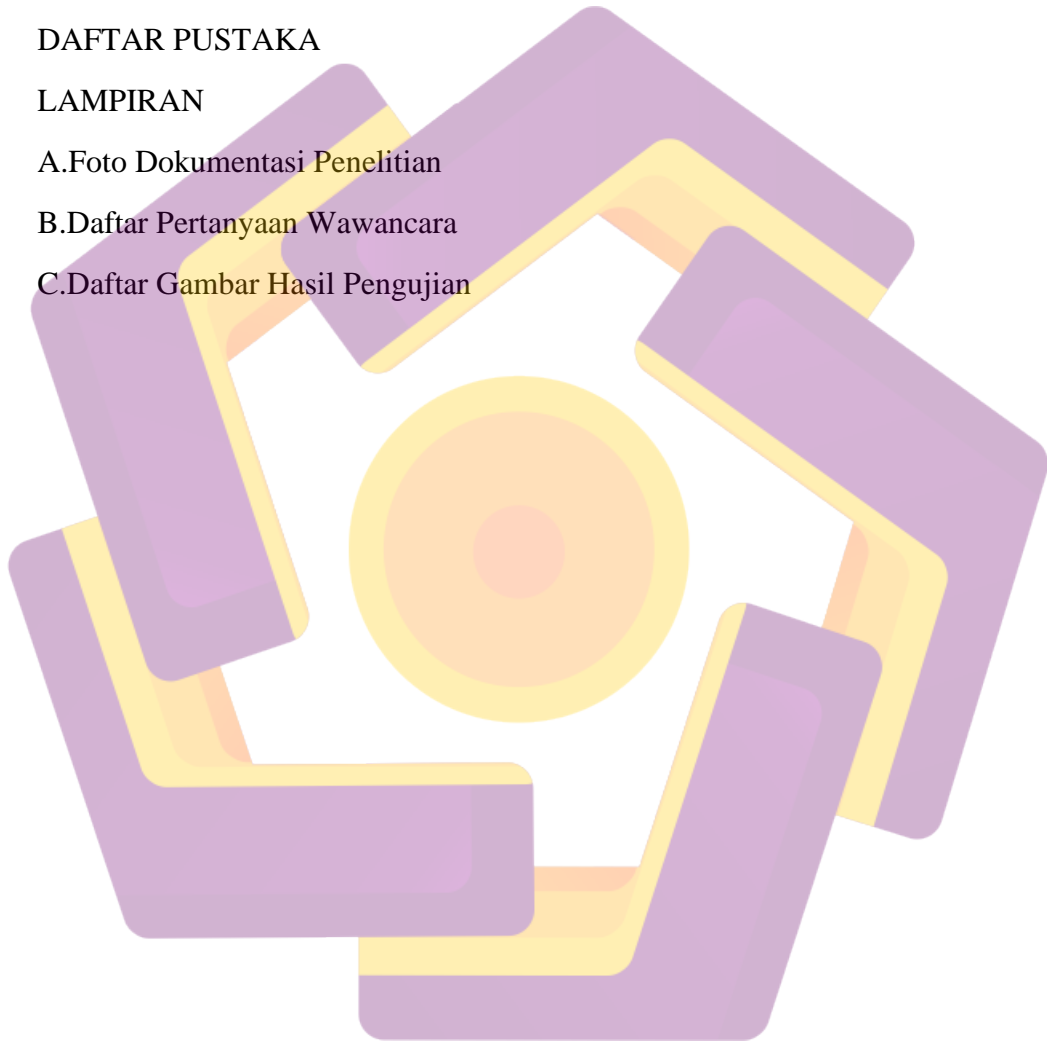 DAFTAR PUSTAKA
LAMPIRAN
A.Foto Dokumentasi Penelitian
B.Daftar Pertanyaan Wawancara
C.Daftar Gambar Hasil Pengujian